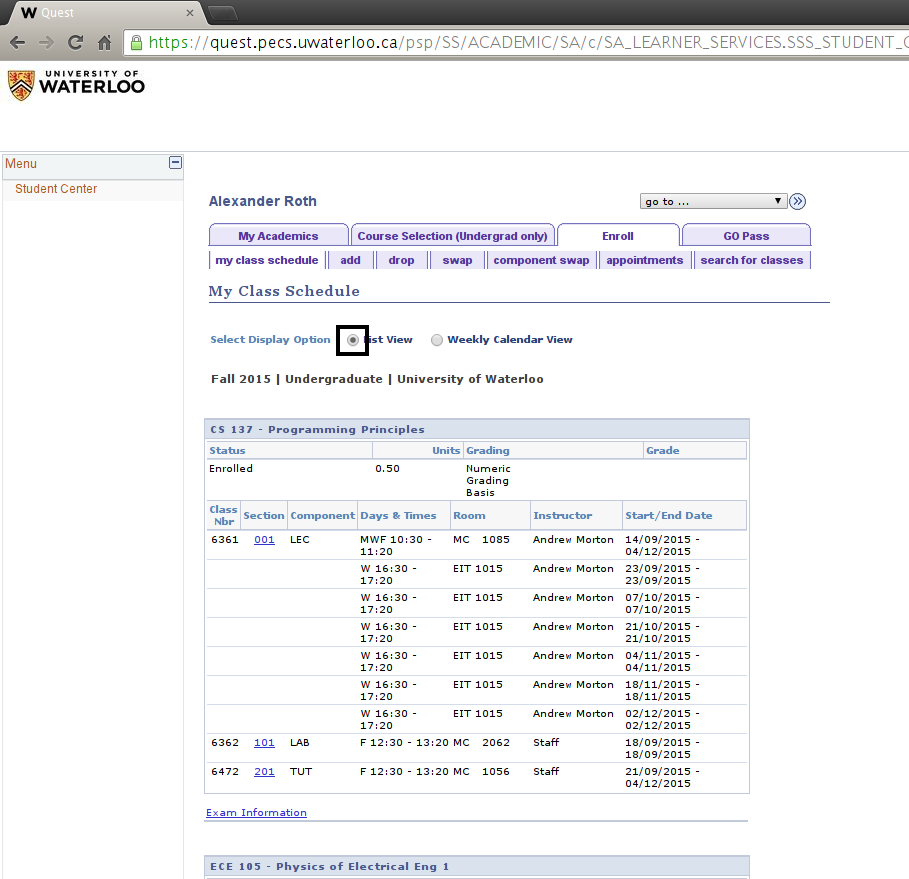 W Quest
https://quest.pecs.uwaterloo.ca/psp/SS/ACADEMIC/SA/c/SA_LEARNER_SERVICES.SSS_STUDENT_
UNIVERSITY OF
WATERLOO
Menu
Student Center
Alexander Roth
go to ...
My Academics Course Selection (Undergrad only) Enroll GO Pass
my class schedule add drop swap component swap appointments search for classes
My Class Schedule
Select Display Option List View Weekly Calendar View
Fall 2015 | Undergraduate | University of Waterloo
CS 137 - Programming Principles
Status Units Grading Grade
Enrolled 0.50 Numeric
Grading
Basis
Class
Nbr Section Component Days & Times Room Instructor Start/End Date
6361 001 LEC MWF 10:30 - MC 1085 Andrew Morton 14/09/2015 -
11:20 04/12/2015
W 16:30 - EIT 1015 Andrew Morton 23/09/2015 -
17:20 23/09/2015
W 16:30 - EIT 1015 Andrew Morton 07/10/2015 -
17:20 07/10/2015
W 16:30 - EIT 1015 Andrew Morton 21/10/2015 -
17:20 21/10/2015
W 16:30 - EIT 1015 Andrew Morton 04/11/2015 -
17:20 04/11/2015
W 16:30 - EIT 1015 Andrew Morton 18/11/2015 -
17:20 18/11/2015
W 16:30 - EIT 1015 Andrew Morton 02/12/2015 -
17:20 02/12/2015
6362 101 LAB F 12:30 - 13:20 MC 2062 Staff 18/09/2015 -
18/09/2015
6472 201 TUT F 12:30 - 13:20 MC 1056 Staff 21/09/2015 -
04/12/2015
Exam Information
ECE 105 - Physics of Electrical Eng 1